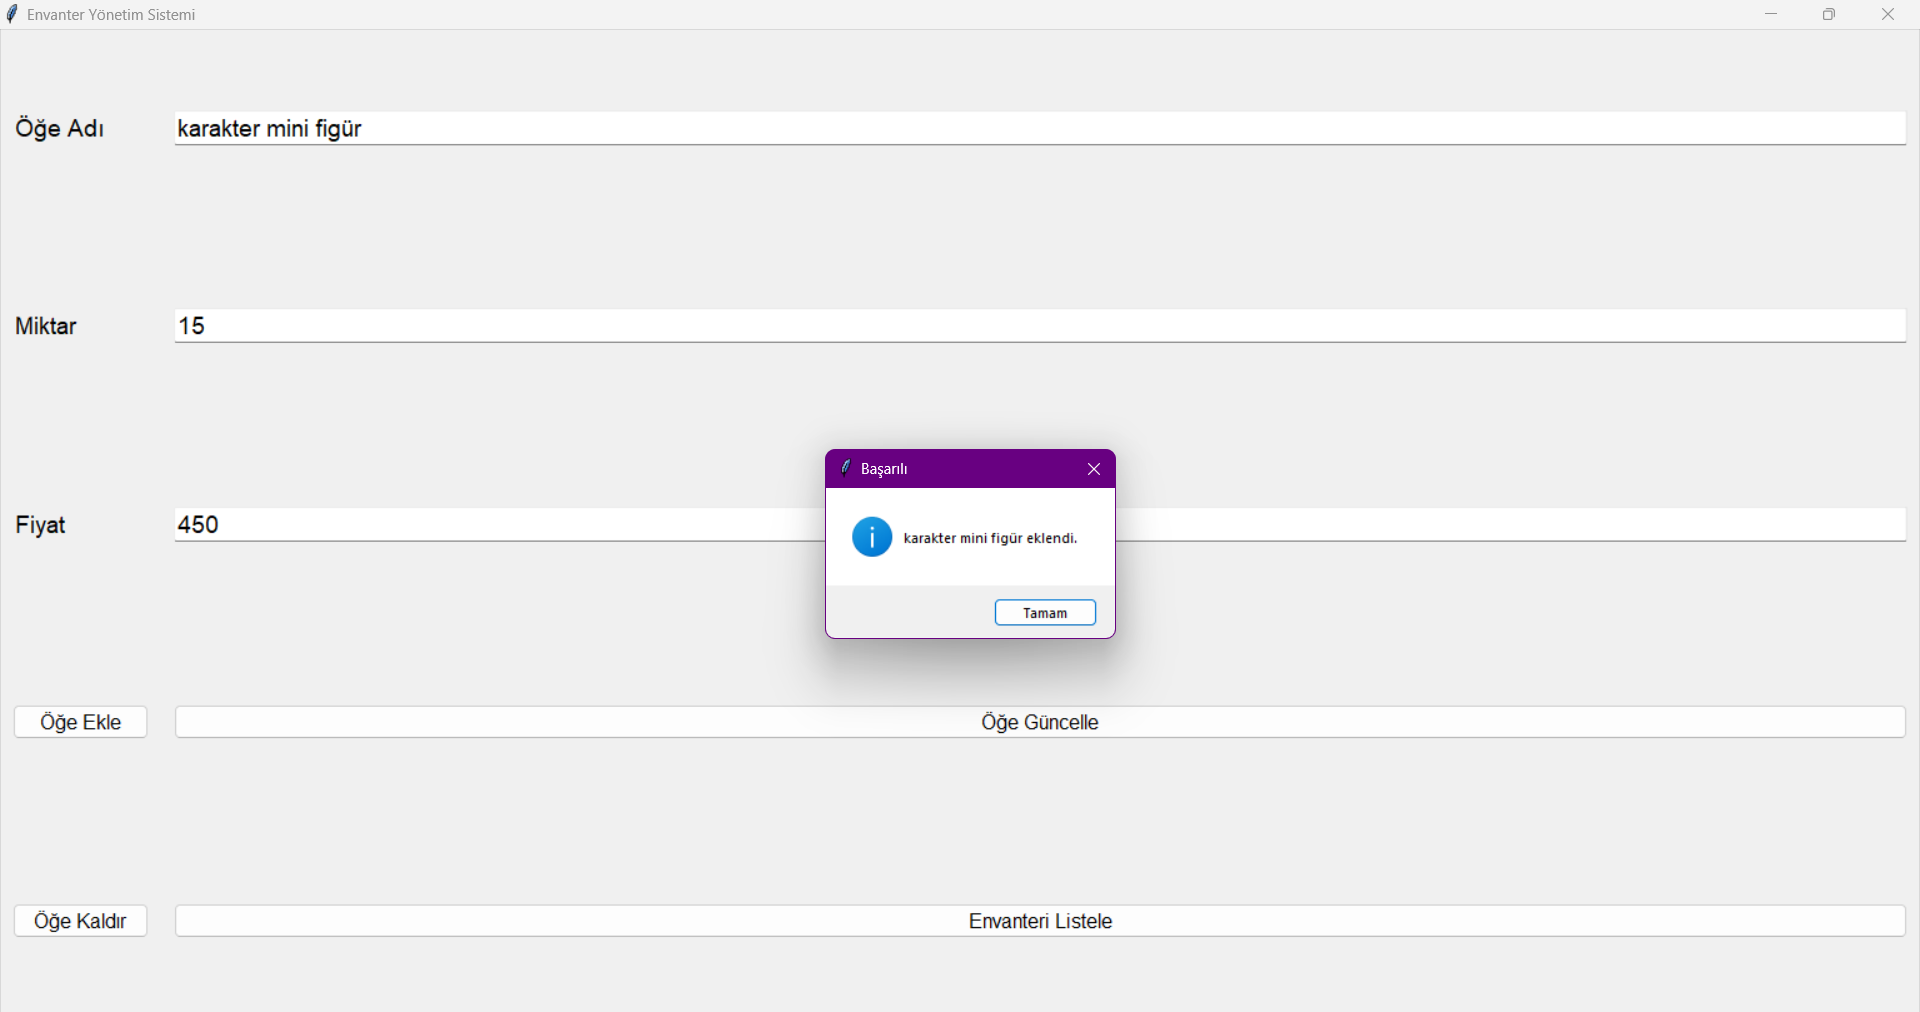 Envanter Yönetim Sistemi
Öğe Adı karakter mini figür
Miktar 15
Fiyat 450
Başarılı
karakter mini figür eklendi.
Tamam
Öğe Ekle Öğe Güncelle
Öğe Kaldır Envanteri Listele